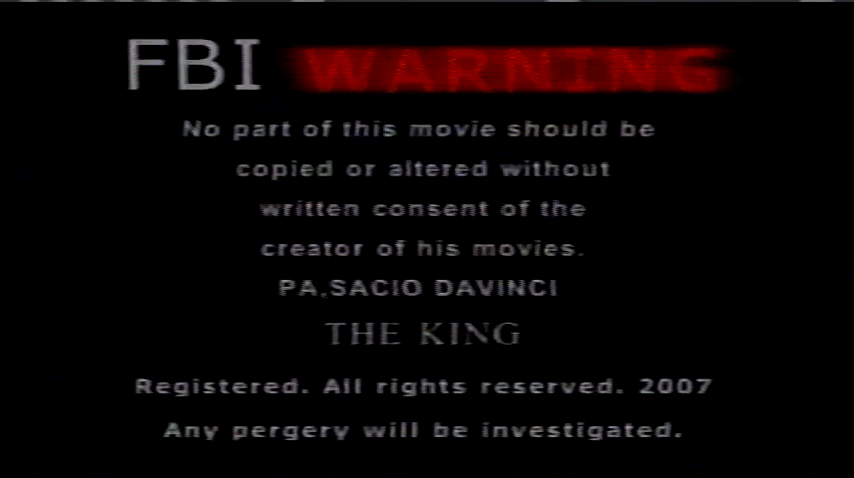 FBI WARNING
No part of this movie should be
copied or altered without
written consent of the
creator of his movies.
PA.SACIO DAVINCI
THE KING
Registered. All rights reserved. 2007
Any pergery will be investigated.